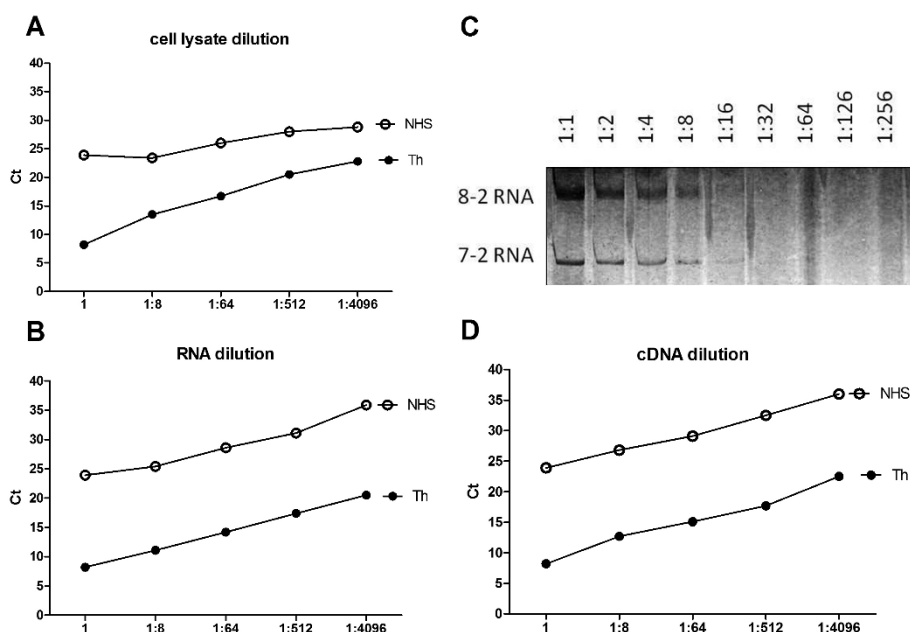 A
cell lysate dilution
Ct
40
35
30
25
20
15
10
5
0
NHS
Th
1 1:8 1:64 1:512 1:4096
B
RNA dilution
Ct
40
35
30
25
20
15
10
5
0
NHS
Th
1 1:8 1:64 1:512 1:4096
C
1:1 1:2 1:4 1:8 1:16 1:32 1:64 1:126 1:256
8-2 RNA
7-2 RNA
D
cDNA dilution
Ct
40
35
30
25
20
15
10
5
0
NHS
Th
1 1:8 1:64 1:512 1:4096